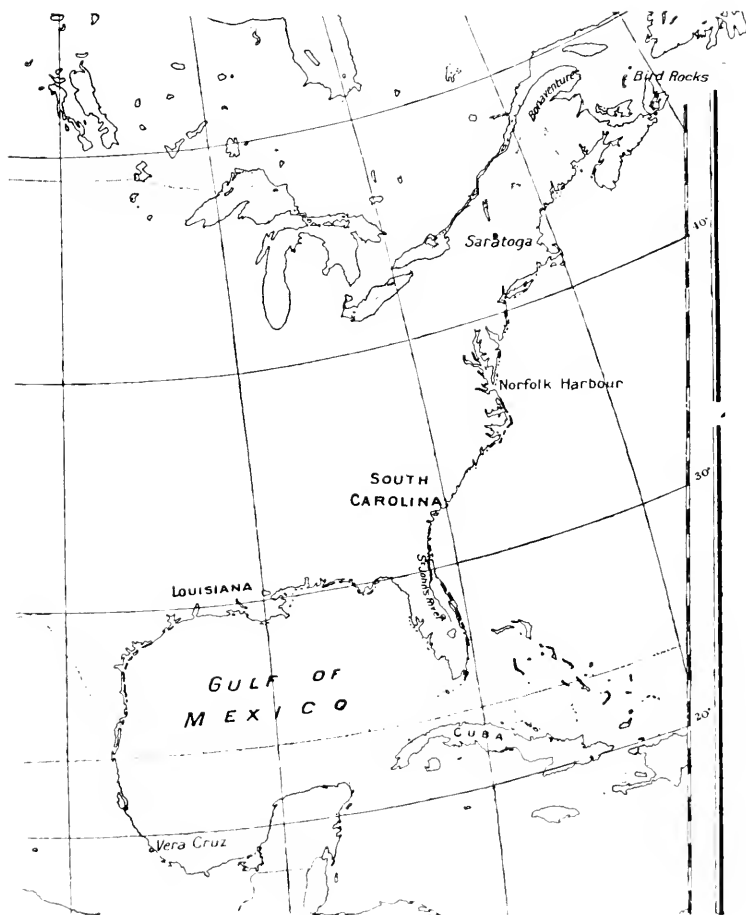 Bonaventure
Bird Rocks
Saratoga
40°
Norfolk Harbour
30°
SOUTH
CAROLINA
St. John's River
LOUISIANA
GULF OF
MEXICO
20°
CUBA
Vera Cruz